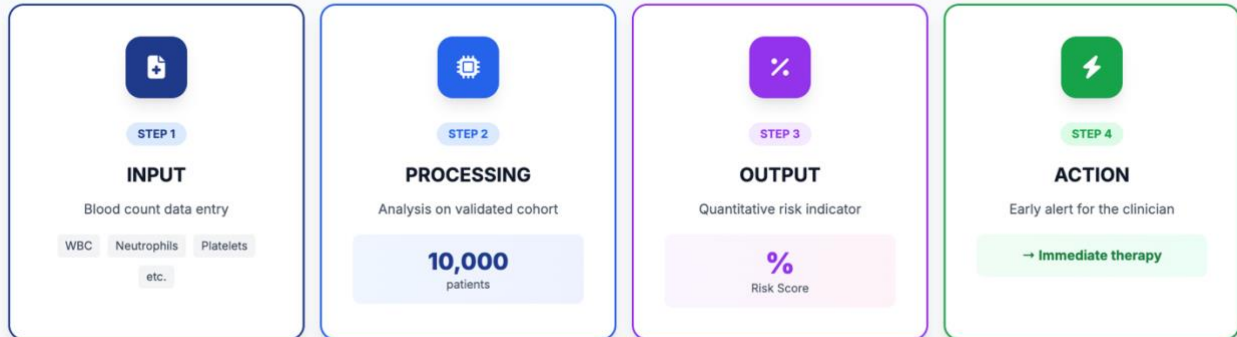 STEP 1
INPUT
Blood count data entry
WBC Neutrophils Platelets
etc.
STEP 2
PROCESSING
Analysis on validated cohort
10,000
patients
STEP 3
OUTPUT
Quantitative risk indicator
%
Risk Score
STEP 4
ACTION
Early alert for the clinician
→ Immediate therapy